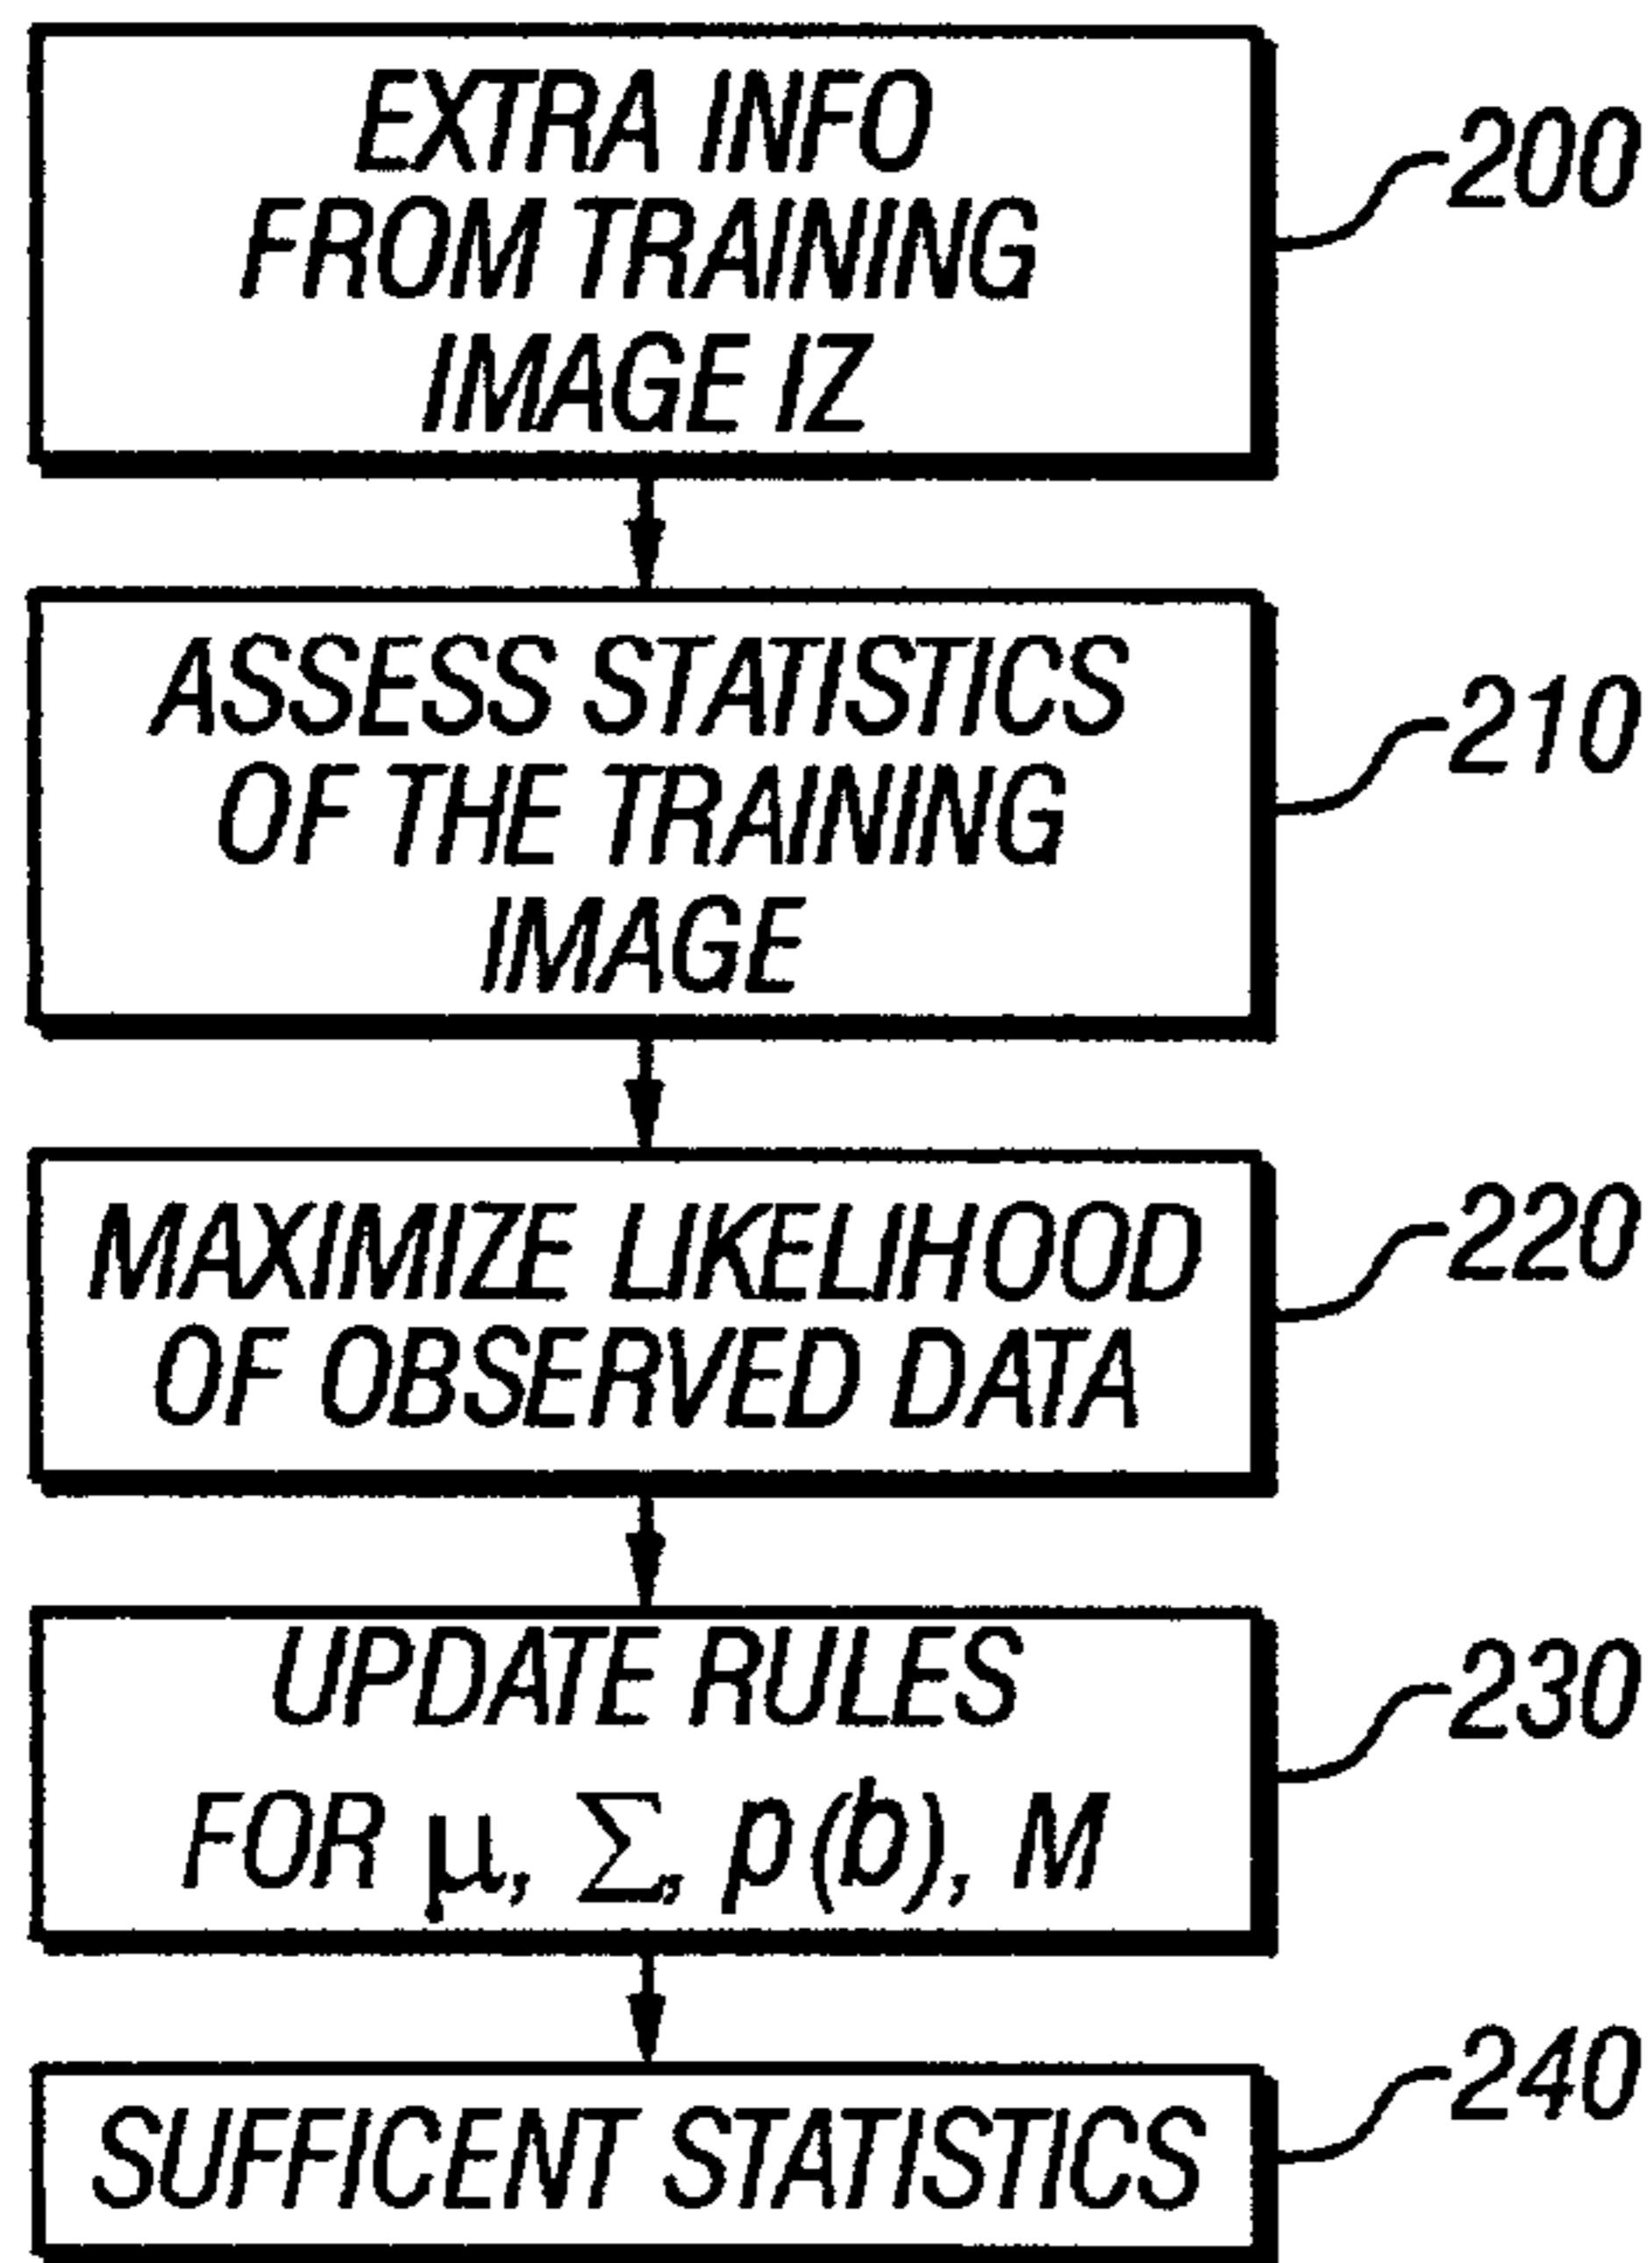 EXTRA INFO
FROM TRAINING
IMAGE IZ
200
ASSESS STATISTICS
OF THE TRAINING
IMAGE
210
MAXIMIZE LIKELIHOOD
OF OBSERVED DATA
220
UPDATE RULES
FOR μ, Σ, p(b), M
230
SUFFICENT STATISTICS
240